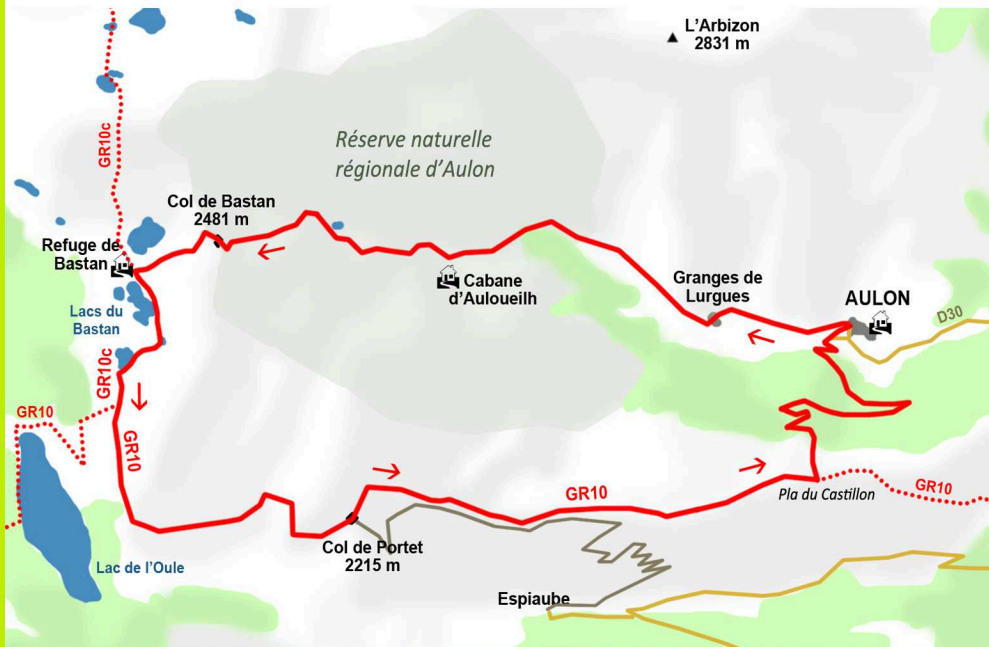 L'Arbizon
2831 m
GR10c
Réserve naturelle
régionale d'Aulon
Col de Bastan
2481 m
Refuge de
Bastan
Cabane
d'Auloueilh
Granges de
Lurgues
AULON
D30
Lacs du
Bastan
GR10c
GR10
GR10
GR10
Pla du Castillon
GR10
Col de Portet
2215 m
Lac de l'Oule
Espiaube